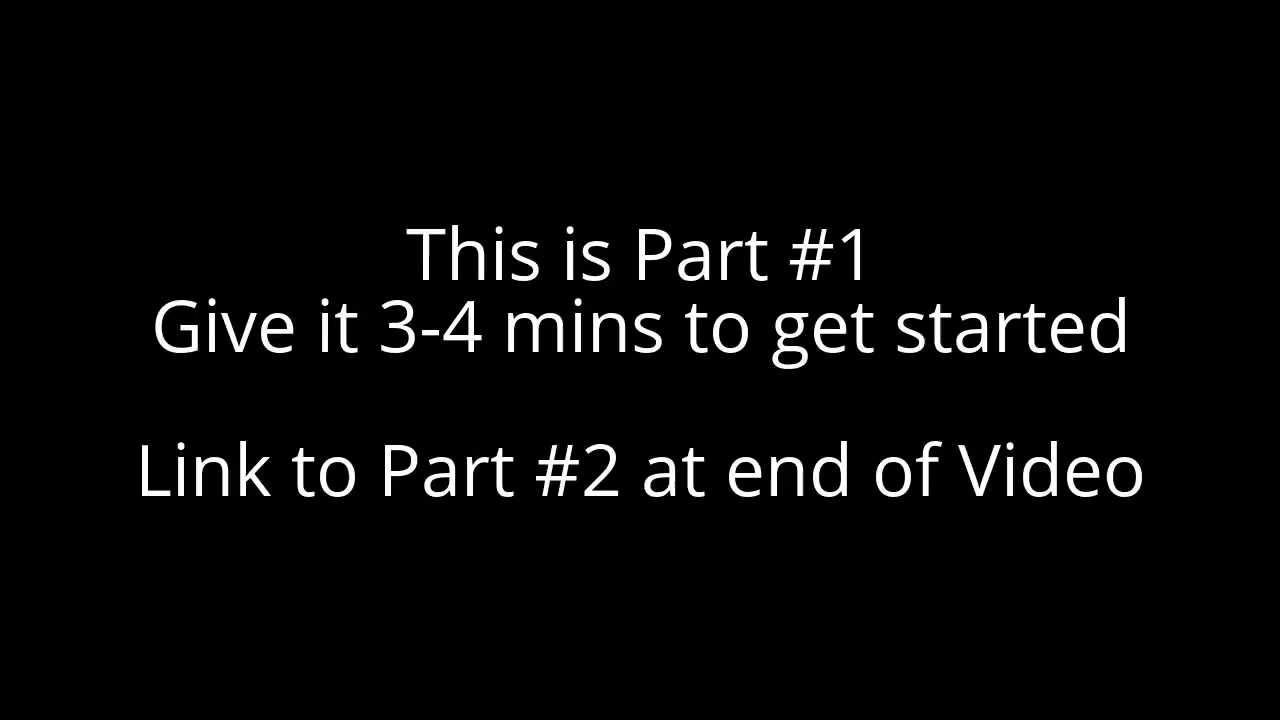 This is Part #1
Give it 3-4 mins to get started
Link to Part #2 at end of Video